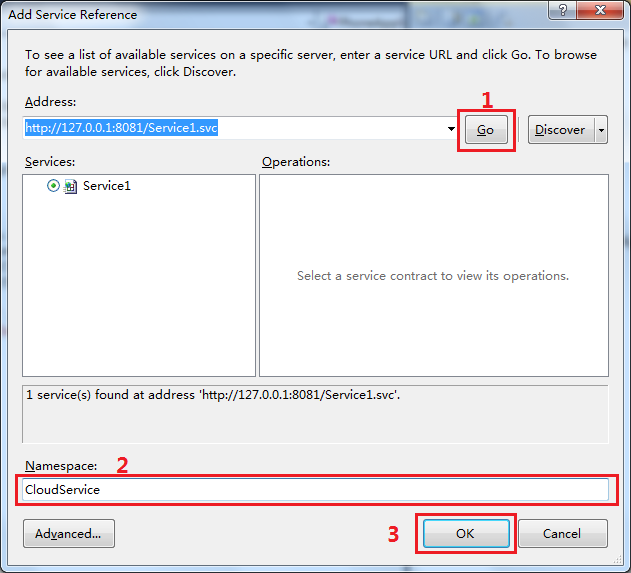 Add Service Reference
To see a list of available services on a specific server, enter a service URL and click Go. To browse
for available services, click Discover.
Address:
1
http://127.0.0.1:8081/Service1.svc
Go
Discover
Services:
Operations:
Service1
Select a service contract to view its operations.
1 service(s) found at address 'http://127.0.0.1:8081/Service1.svc'.
Namespace:
2
CloudService
Advanced...
3
OK
Cancel